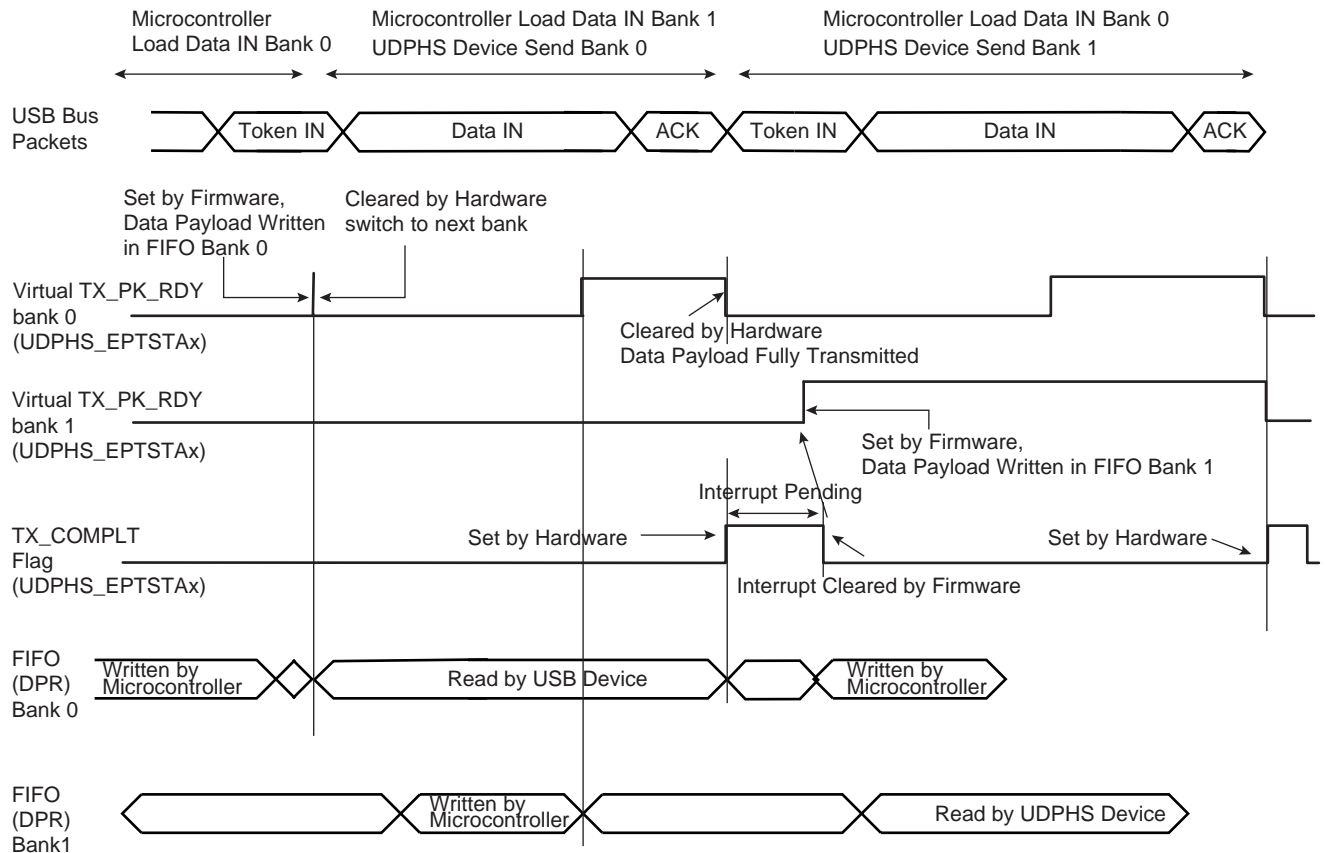 Microcontroller
Load Data IN Bank 0
Microcontroller Load Data IN Bank 1
UDPHS Device Send Bank 0
Microcontroller Load Data IN Bank 0
UDPHS Device Send Bank 1
USB Bus
Packets
Token IN
Data IN
ACK
Token IN
Data IN
ACK
Set by Firmware,
Data Payload Written
in FIFO Bank 0
Cleared by Hardware
switch to next bank
Virtual TX_PK_RDY
bank 0
(UDPHS_EPTSTAx)
Cleared by Hardware
Data Payload Fully Transmitted
Virtual TX_PK_RDY
bank 1
(UDPHS_EPTSTAx)
Set by Firmware,
Data Payload Written in FIFO Bank 1
Interrupt Pending
TX_COMPLT
Flag
(UDPHS_EPTSTAx)
Set by Hardware
Set by Hardware
Interrupt Cleared by Firmware
FIFO
(DPR)
Bank 0
Written by
Microcontroller
Read by USB Device
Written by
Microcontroller
FIFO
(DPR)
Bank1
Written by
Microcontroller
Read by UDPHS Device